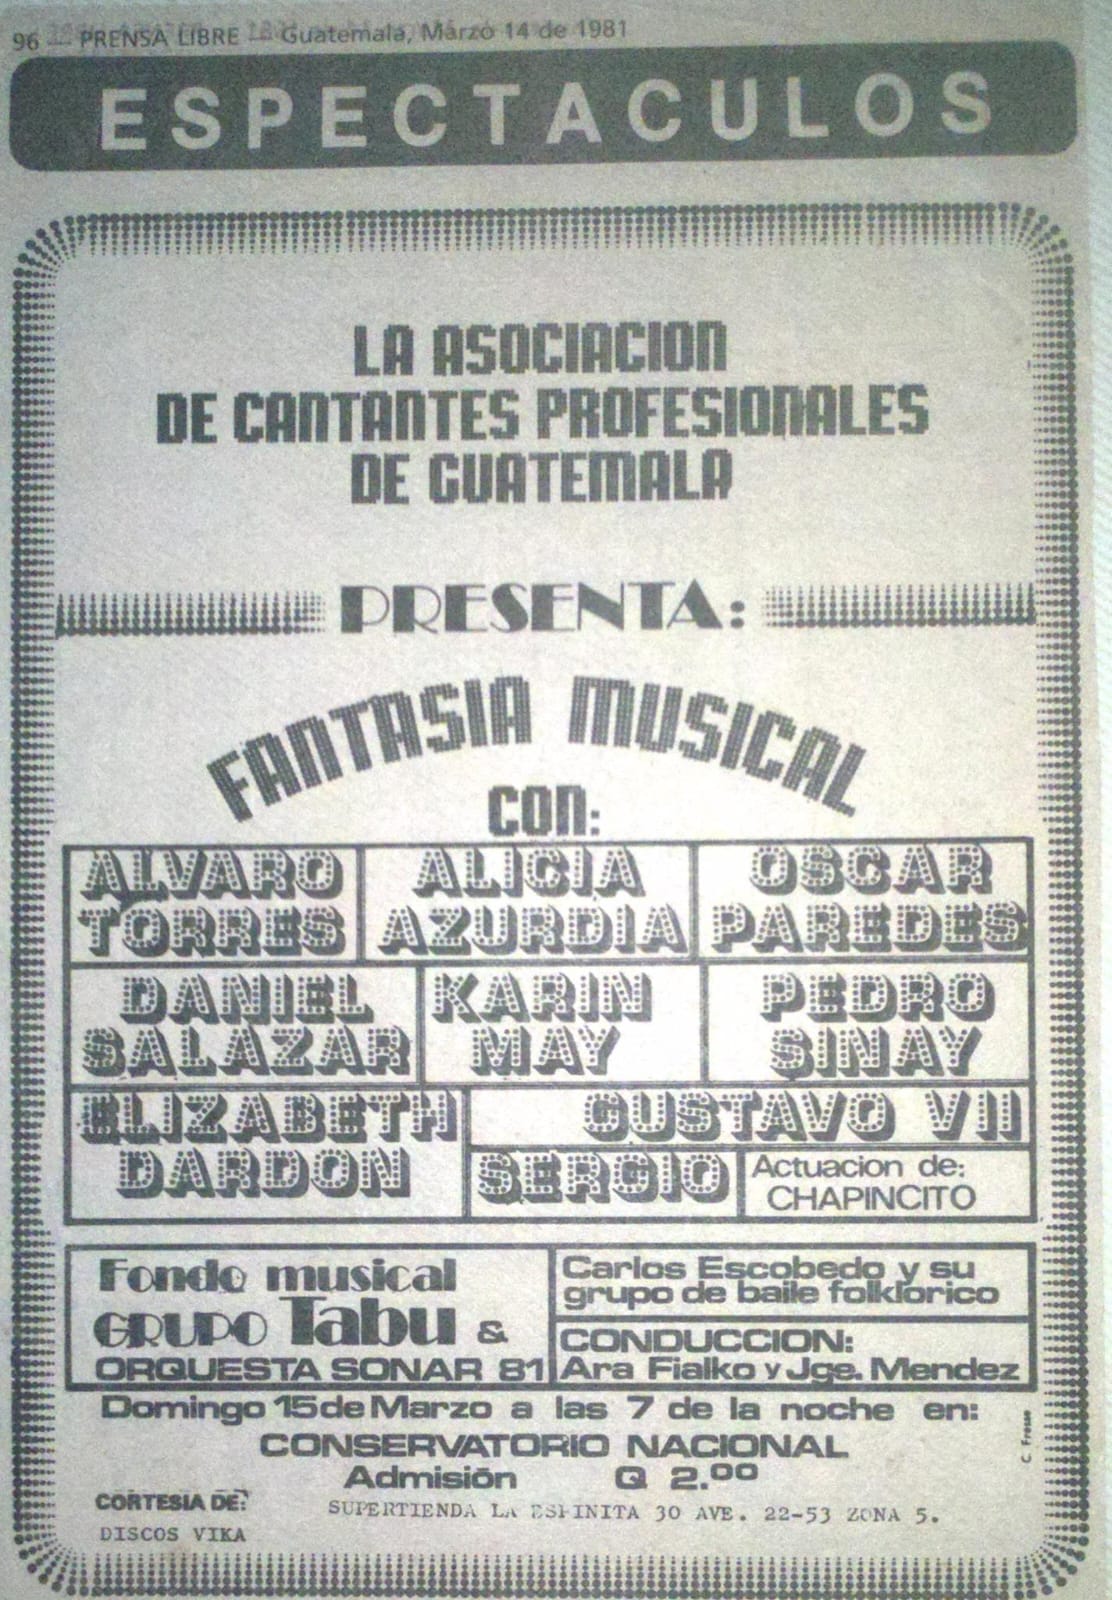 96 — PRENSA LIBRE — Guatemala, Marzo 14 de 1981
ESPECTACULOS
LA ASOCIACION
DE CANTANTES PROFESIONALES
DE GUATEMALA
PRESENTA:
FANTASIA MUSICAL
CON:
ALVARO
TORRES
ALICIA
AZURDIA
OSCAR
PAREDES
DANIEL
SALAZAR
KARIN
MAY
PEDRO
SINAY
ELIZABETH
DARDON
GUSTAVO VII
SERGIO
Actuacion de:
CHAPINCITO
Fondo musical
GRUPO Tabu &
ORQUESTA SONAR 81
Carlos Escobedo y su
grupo de baile folklorico
CONDUCCION:
Ara Fialko y Jge. Mendez
Domingo 15 de Marzo a las 7 de la noche en:
CONSERVATORIO NACIONAL
Admisión Q 2.00
CORTESIA DE:
DISCOS VIKA
SUPERTIENDA LA ESPINITA 30 AVE. 22-53 ZONA 5.